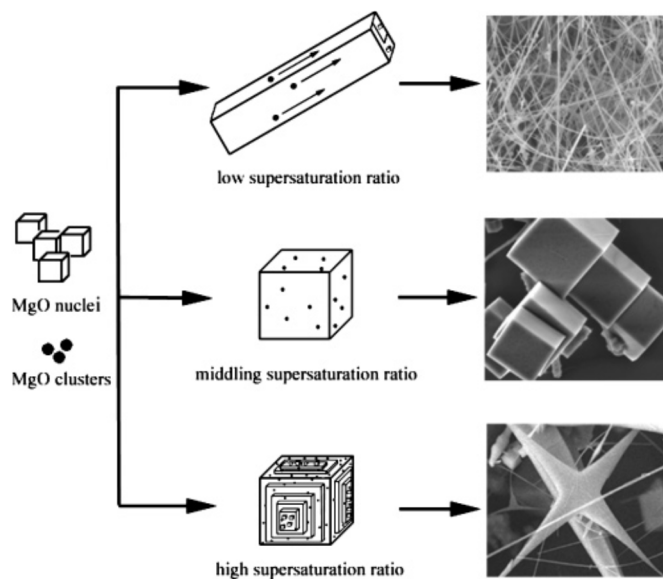 low supersaturation ratio
MgO nuclei
MgO clusters
middling supersaturation ratio
high supersaturation ratio